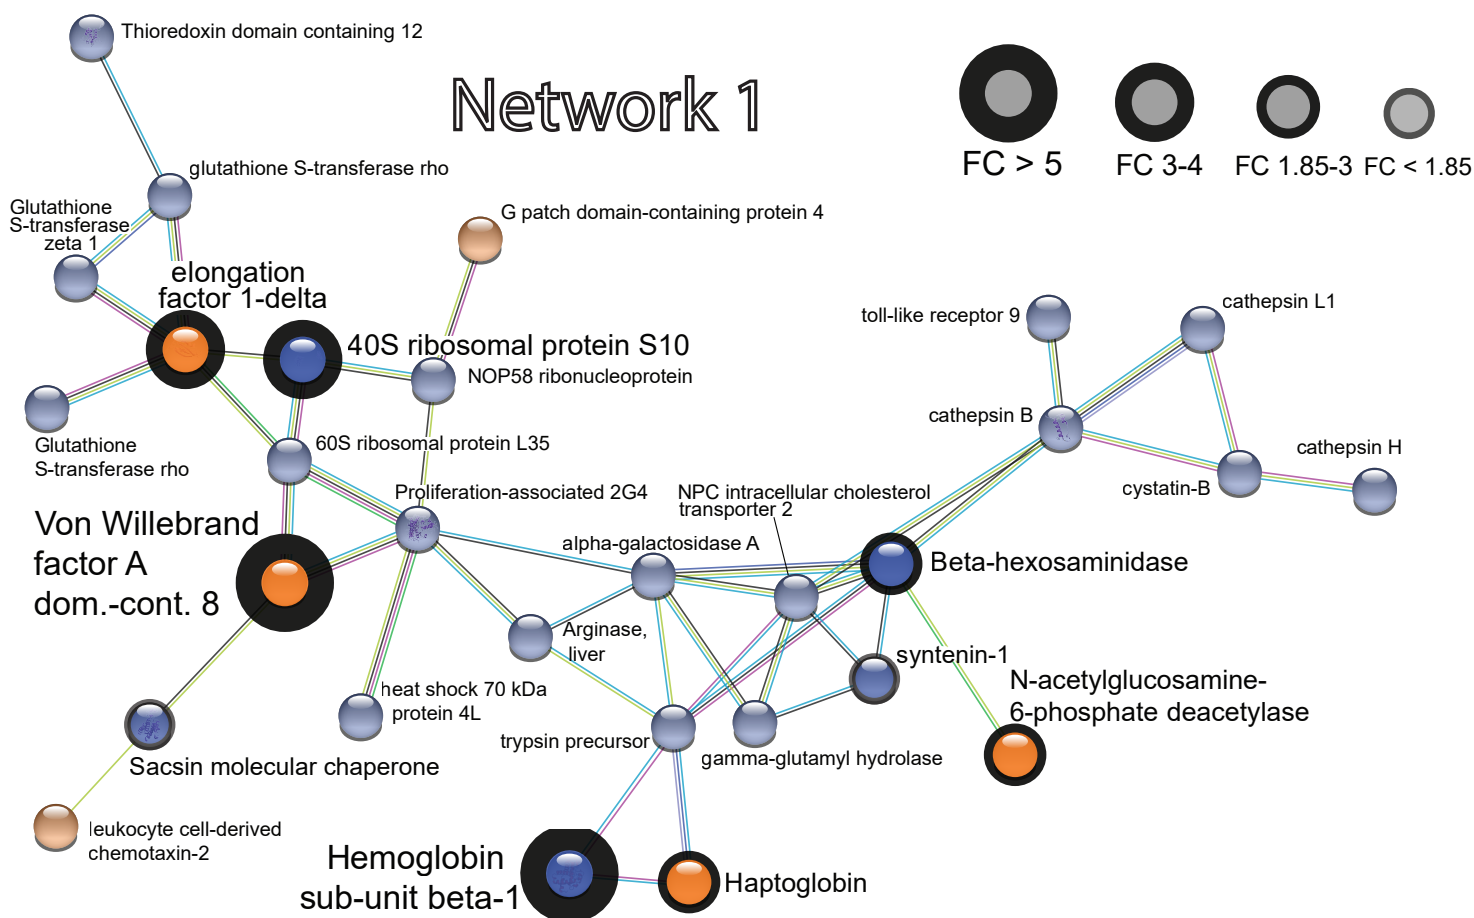 Thioredoxin domain containing 12
Network 1
FC > 5
FC 3-4
FC 1.85-3
FC < 1.85
glutathione S-transferase rho
Glutathione
S-transferase
zeta 1
G patch domain-containing protein 4
elongation
factor 1-delta
40S ribosomal protein S10
NOP58 ribonucleoprotein
toll-like receptor 9
cathepsin L1
cathepsin B
cathepsin H
cystatin-B
Glutathione
S-transferase rho
60S ribosomal protein L35
Proliferation-associated 2G4
NPC intracellular cholesterol
transporter 2
Von Willebrand
factor A
dom.-cont. 8
alpha-galactosidase A
Beta-hexosaminidase
Arginase,
liver
syntenin-1
N-acetylglucosamine-
6-phosphate deacetylase
heat shock 70 kDa
protein 4L
trypsin precursor
gamma-glutamyl hydrolase
Sacsin molecular chaperone
leukocyte cell-derived
chemotaxin-2
Hemoglobin
sub-unit beta-1
Haptoglobin